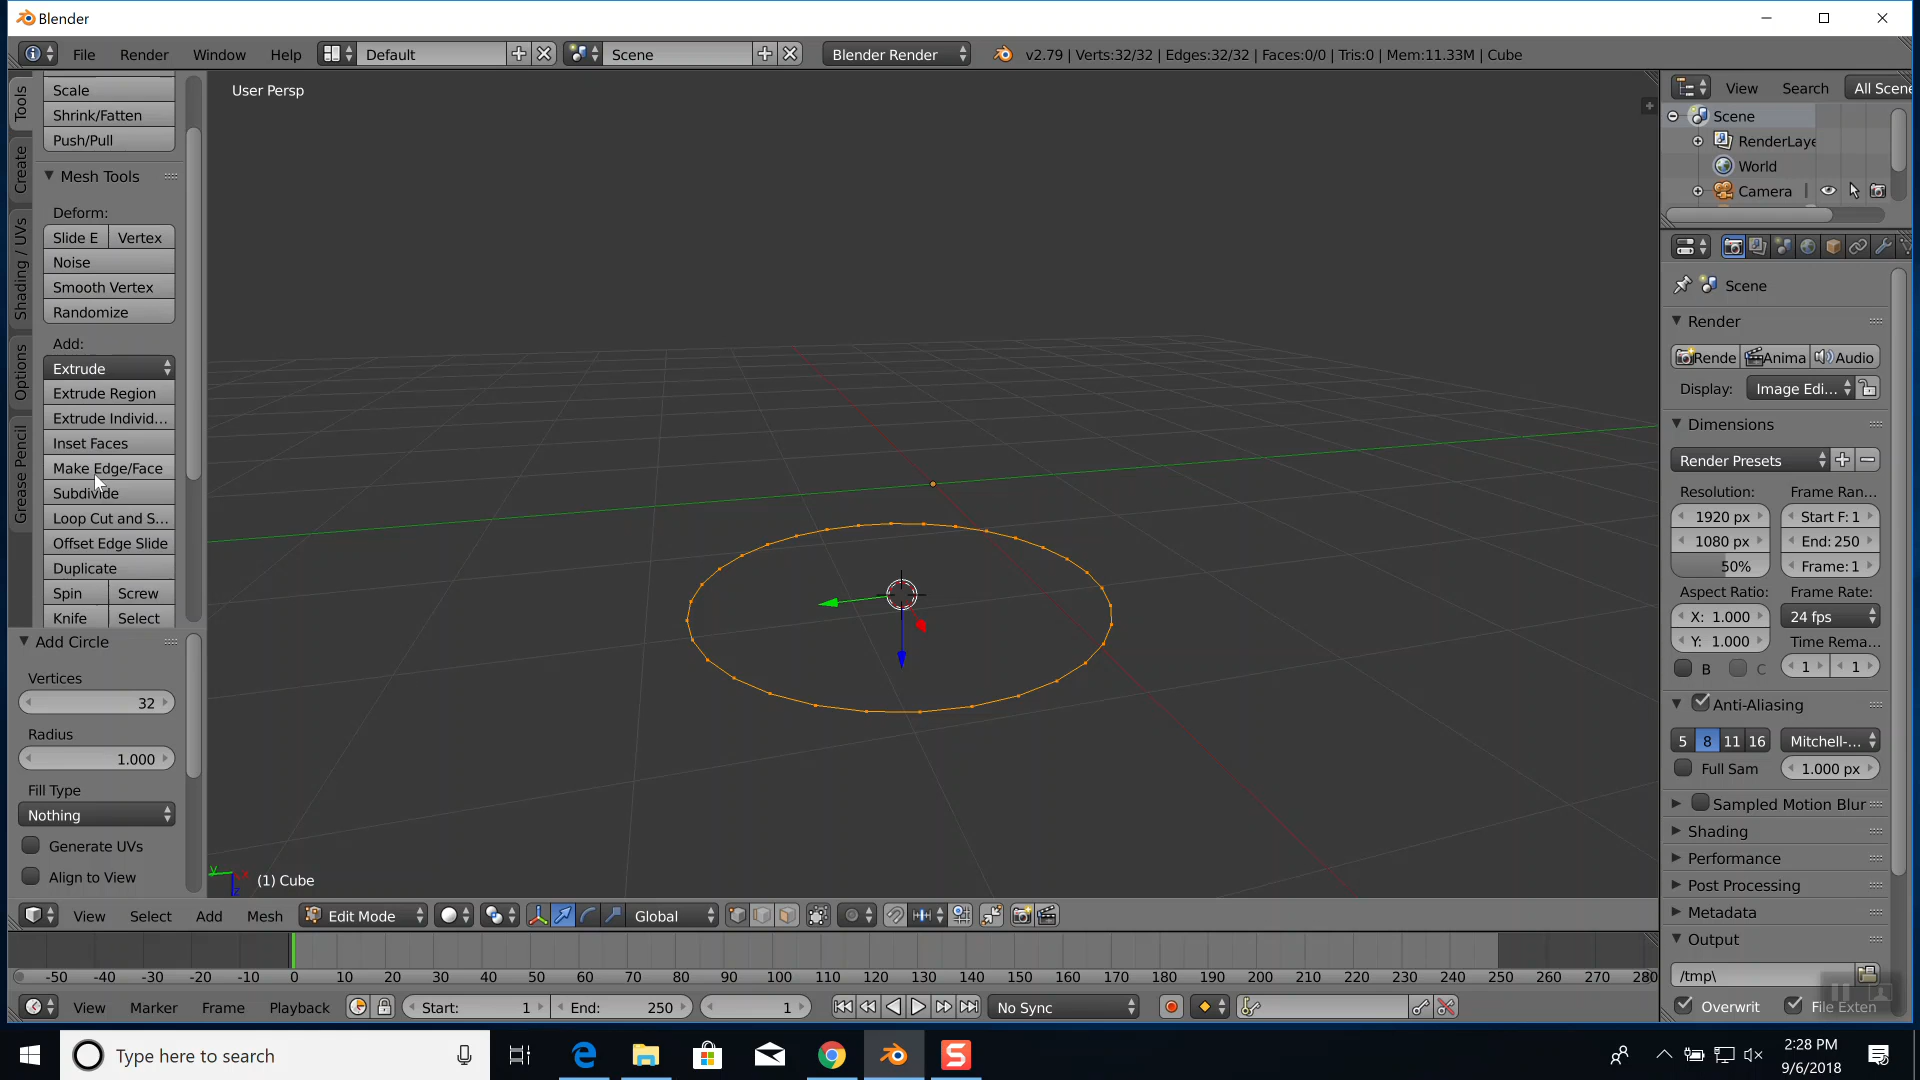 Blender
File Render Window Help Default Scene Blender Render v2.79 | Verts:32/32 | Edges:32/32 | Faces:0/0 | Tris:0 | Mem:11.33M | Cube
Tools
Create
Shading / UVs
Options
Grease Pencil
Scale
Shrink/Fatten
Push/Pull
Mesh Tools
Deform:
Slide E Vertex
Noise
Smooth Vertex
Randomize
Add:
Extrude
Extrude Region
Extrude Individ...
Inset Faces
Make Edge/Face
Subdivide
Loop Cut and S...
Offset Edge Slide
Duplicate
Spin Screw
Knife Select
Add Circle
Vertices
32
Radius
1.000
Fill Type
Nothing
Generate UVs
Align to View
User Persp
y x
z
(1) Cube
View Search All Scene
Scene
RenderLaye
World
Camera
Scene
Render
Rende Anima Audio
Display: Image Edi...
Dimensions
Render Presets
Resolution: Frame Ran...
1920 px Start F: 1
1080 px End: 250
50% Frame: 1
Aspect Ratio: Frame Rate:
X: 1.000 24 fps
Y: 1.000 Time Rema...
B C 1 1
Anti-Aliasing
5 8 11 16 Mitchell-...
Full Sam 1.000 px
Sampled Motion Blur
Shading
Performance
Post Processing
Metadata
Output
/tmp\
Overwrit File Exten
View Select Add Mesh Edit Mode Global
-50 -40 -30 -20 -10 0 10 20 30 40 50 60 70 80 90 100 110 120 130 140 150 160 170 180 190 200 210 220 230 240 250 260 270 280
View Marker Frame Playback Start: 1 End: 250 1 No Sync
Type here to search
2:28 PM
9/6/2018